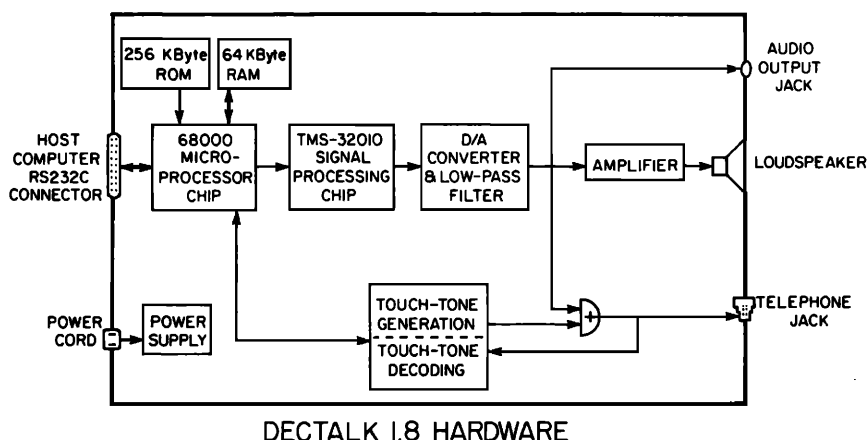 256 KByte
ROM
64 KByte
RAM
AUDIO
OUTPUT
JACK
HOST
COMPUTER
RS232C
CONNECTOR
68000
MICRO-
PROCESSOR
CHIP
TMS-32010
SIGNAL
PROCESSING
CHIP
D/A
CONVERTER
& LOW-PASS
FILTER
AMPLIFIER
LOUDSPEAKER
POWER
CORD
POWER
SUPPLY
TOUCH-TONE
GENERATION
TOUCH-TONE
DECODING
+
TELEPHONE
JACK
DECTALK 1.8 HARDWARE